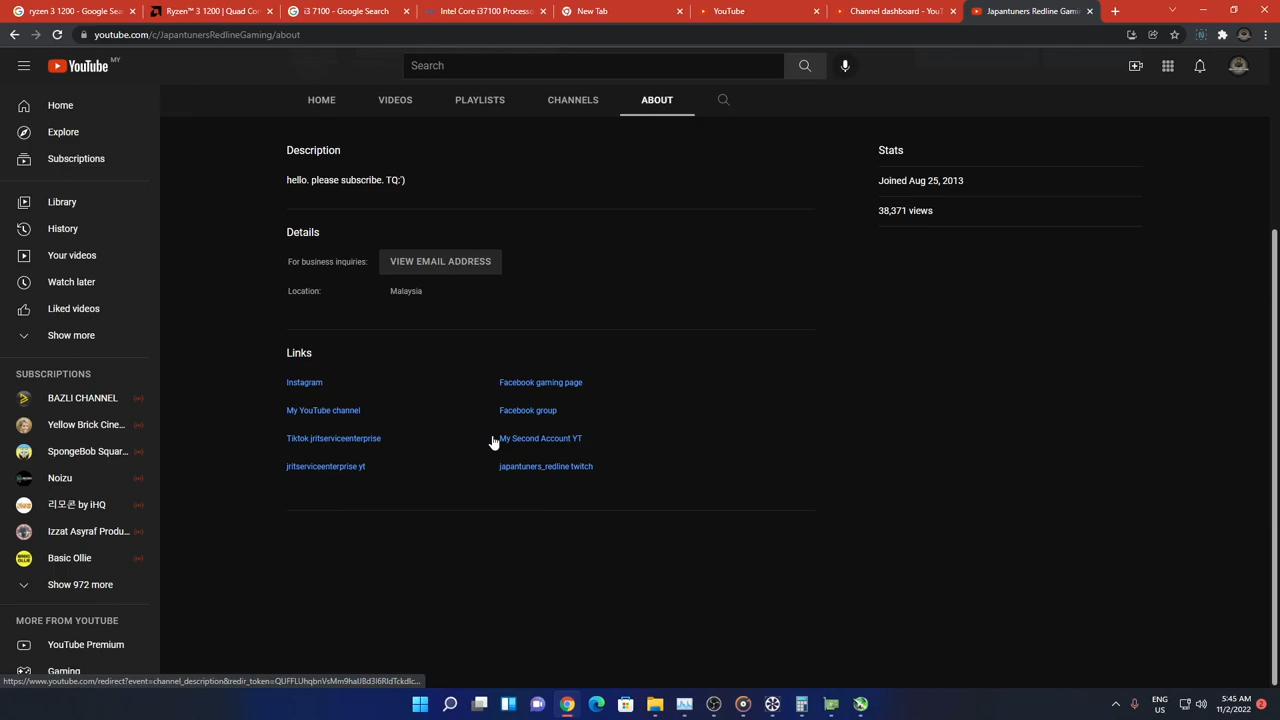 ryzen 3 1200 - Google Sea
Ryzen™ 3 1200 | Quad Cor
i3 7100 - Google Search
Intel Core i37100 Processo
New Tab
YouTube
Channel dashboard - YouT
Japantuners Redline Gami
youtube.com/c/JapantunersRedlineGaming/about
YouTube MY
Search
HOME VIDEOS PLAYLISTS CHANNELS ABOUT
Home
Explore
Subscriptions
Library
History
Your videos
Watch later
Liked videos
Show more
SUBSCRIPTIONS
BAZLI CHANNEL
Yellow Brick Cine...
SpongeBob Squar...
Noizu
리모콘 by iHQ
Izzat Asyraf Produ...
Basic Ollie
Show 972 more
MORE FROM YOUTUBE
YouTube Premium
Gaming
Description
hello. please subscribe. TQ:')
Details
For business inquiries: VIEW EMAIL ADDRESS
Location: Malaysia
Links
Instagram Facebook gaming page
My YouTube channel Facebook group
Tiktok jritserviceenterprise My Second Account YT
jritserviceenterprise yt japantuners_redline twitch
Stats
Joined Aug 25, 2013
38,371 views
ENG
US
5:45 AM
11/2/2022
2